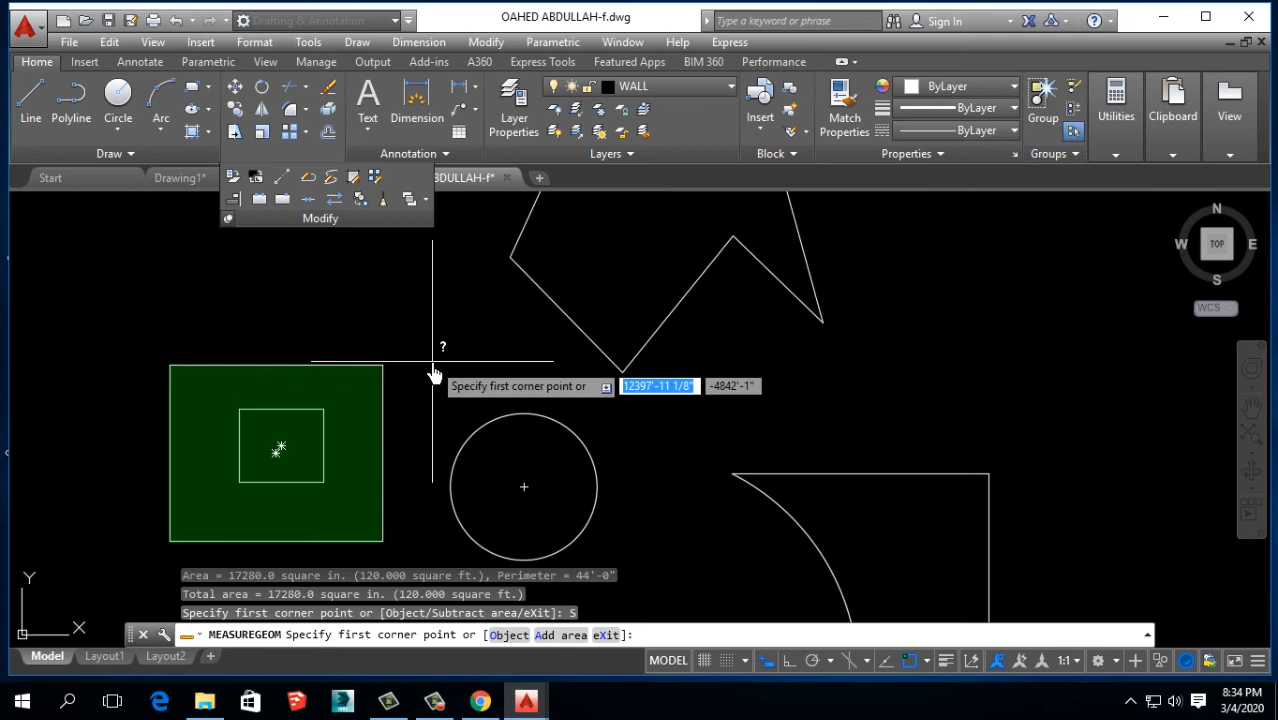 Drafting & Annotation
OAHED ABDULLAH-f.dwg
Type a keyword or phrase
Sign In
File Edit View Insert Format Tools Draw Dimension Modify Parametric Window Help Express
Home Insert Annotate Parametric View Manage Output Add-ins A360 Express Tools Featured Apps BIM 360 Performance
WALL
ByLayer
ByLayer
ByLayer
Line Polyline Circle Arc Text Dimension Layer Properties Insert Match Properties Group Utilities Clipboard View
Draw Annotation Layers Block Properties Groups
Start Drawing1* BDULLAH-f*
Modify
N
W TOP E
S
WCS
?
Specify first corner point or 12397'-11 1/8" -4842'-1"
Area = 17280.0 square in. (120.000 square ft.), Perimeter = 44'-0"
Total area = 17280.0 square in. (120.000 square ft.)
Specify first corner point or [Object/Subtract area/eXit]: S
Y
X
MEASUREGEOM Specify first corner point or [Object Add area eXit]:
Model Layout1 Layout2 MODEL 1:1
8:34 PM
3/4/2020